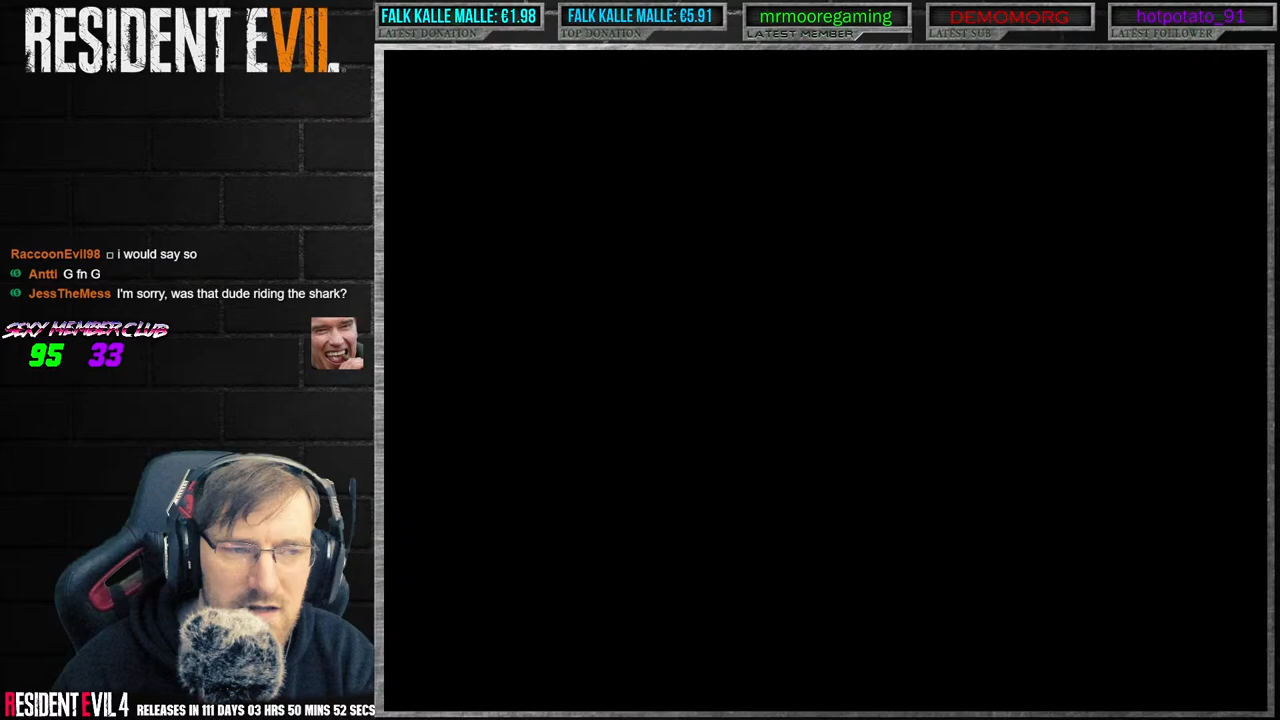 RESIDENT EVII.
FALK KALLE MALLE: €1.98
LATEST DONATION
FALK KALLE MALLE: €5.91
TOP DONATION
mrmooregaming
LATEST MEMBER
DEMOMORG
LATEST SUB
hotpotato_91
LATEST FOLLOWER
RaccoonEvil98 i would say so
Antti G fn G
JessTheMess I'm sorry, was that dude riding the shark?
SEXY MEMBER CLUB
95 33
RESIDENT EVIL 4 RELEASES IN 111 DAYS 03 HRS 50 MINS 52 SECS